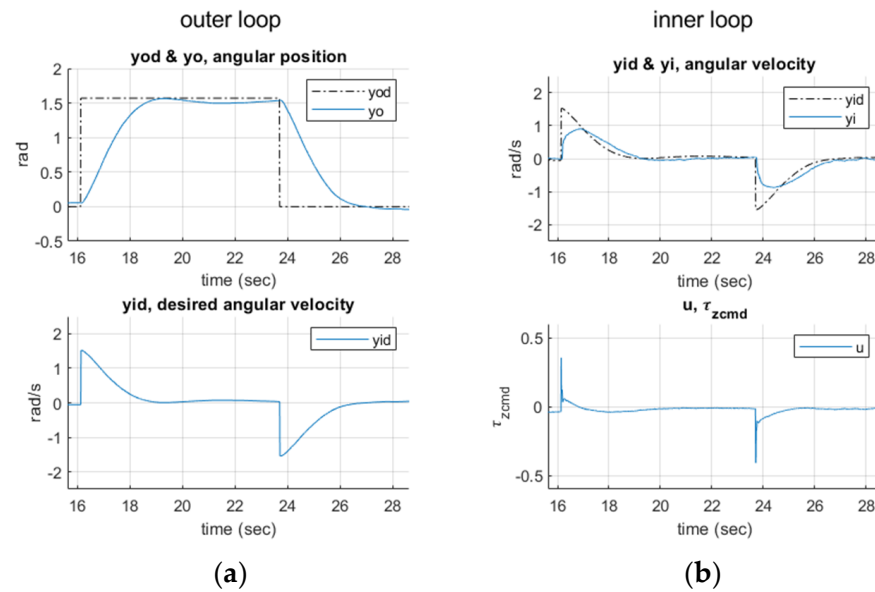 outer loop
yod & yo, angular position
2
1.5
1
0.5
0
-0.5
rad
yod
yo
16 18 20 22 24 26 28
time (sec)
yid, desired angular velocity
2
1
0
-1
-2
rad/s
yid
16 18 20 22 24 26 28
time (sec)
(a)
inner loop
yid & yi, angular velocity
2
1
0
-1
-2
rad/s
yid
yi
16 18 20 22 24 26 28
time (sec)
u, τzcmd
0.5
0
-0.5
τzcmd
u
16 18 20 22 24 26 28
time (sec)
(b)